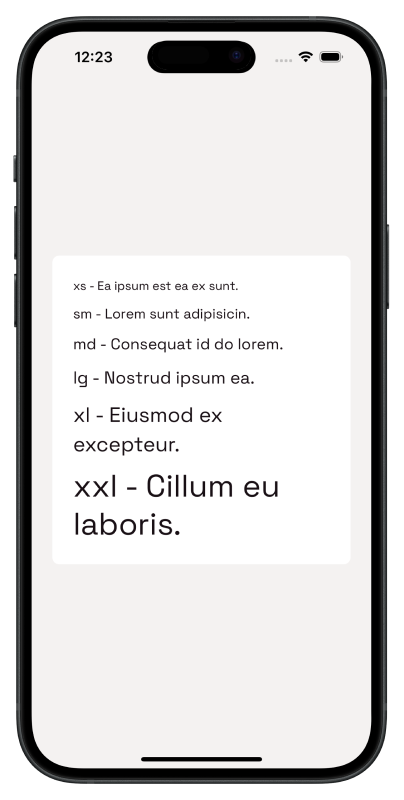 12:23
xs - Ea ipsum est ea ex sunt.
sm - Lorem sunt adipisicin.
md - Consequat id do lorem.
lg - Nostrud ipsum ea.
xl - Eiusmod ex
excepteur.
xxl - Cillum eu
laboris.